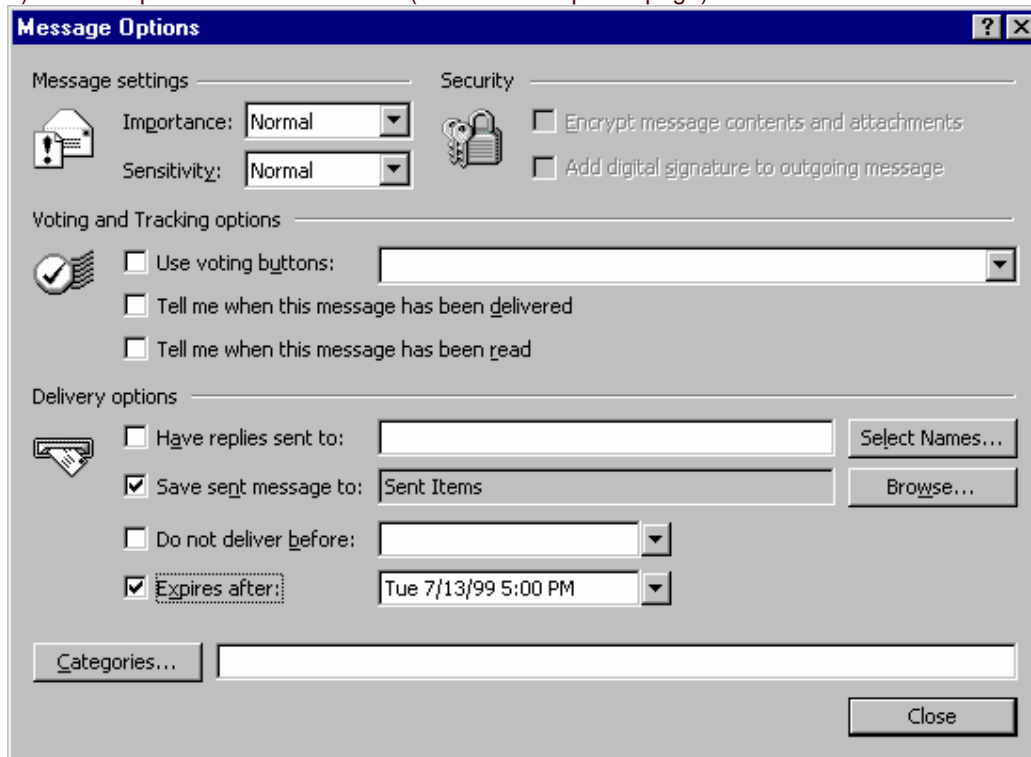 Message Options
Message settings
Security
Importance: Normal
Encrypt message contents and attachments
Sensitivity: Normal
Add digital signature to outgoing message
Voting and Tracking options
Use voting buttons:
Tell me when this message has been delivered
Tell me when this message has been read
Delivery options
Have replies sent to: Select Names...
Save sent message to: Sent Items Browse...
Do not deliver before:
Expires after: Tue 7/13/99 5:00 PM
Categories...
Close